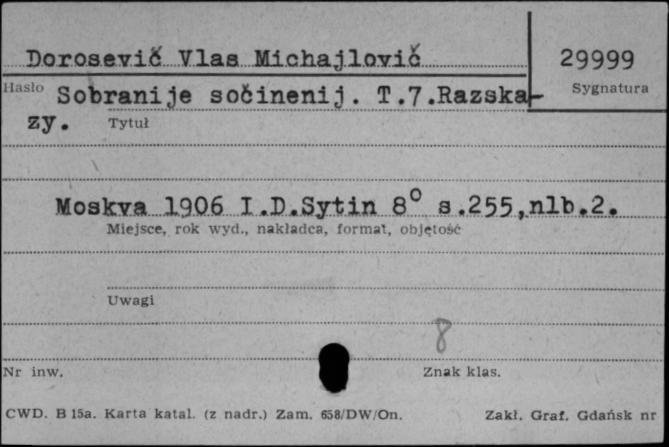 Dorosevič Vlas Michajlovič 29999
Hasło Sygnatura
Sobranije sočinenij. T.7.Razska-
zy. Tytuł
Moskva 1906 I.D.Sytin 8° s.255,nlb.2.
Miejsce, rok wyd., nakładca, format, objętość
Uwagi
8
Nr inw. Znak klas.
CWD. B 15a. Karta katal. (z nadr.) Zam. 658/DW/On. Zakł. Graf. Gdańsk nr